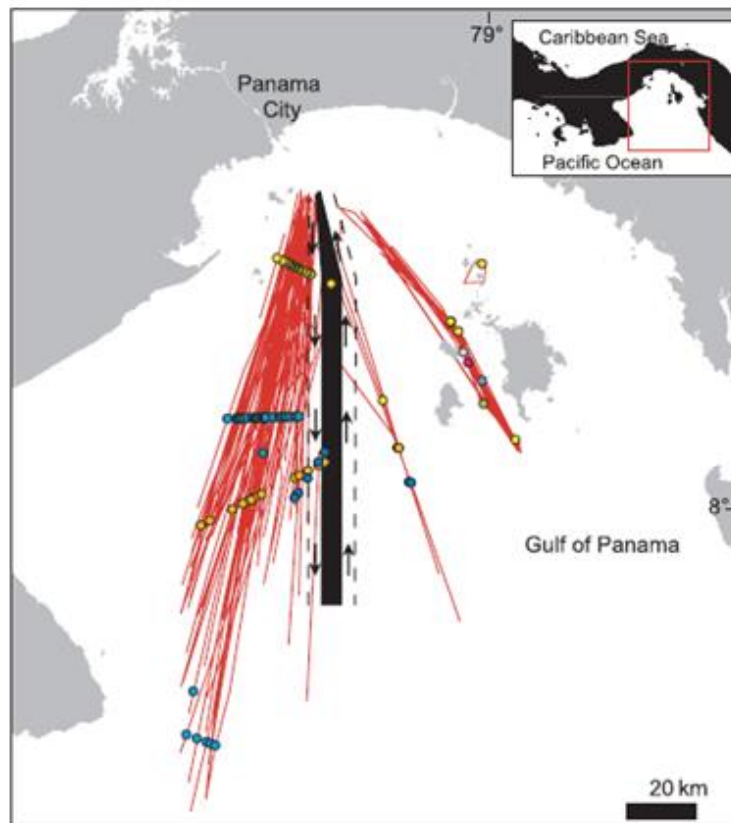 79°
Caribbean Sea
Pacific Ocean
Panama
City
8°
Gulf of Panama
20 km